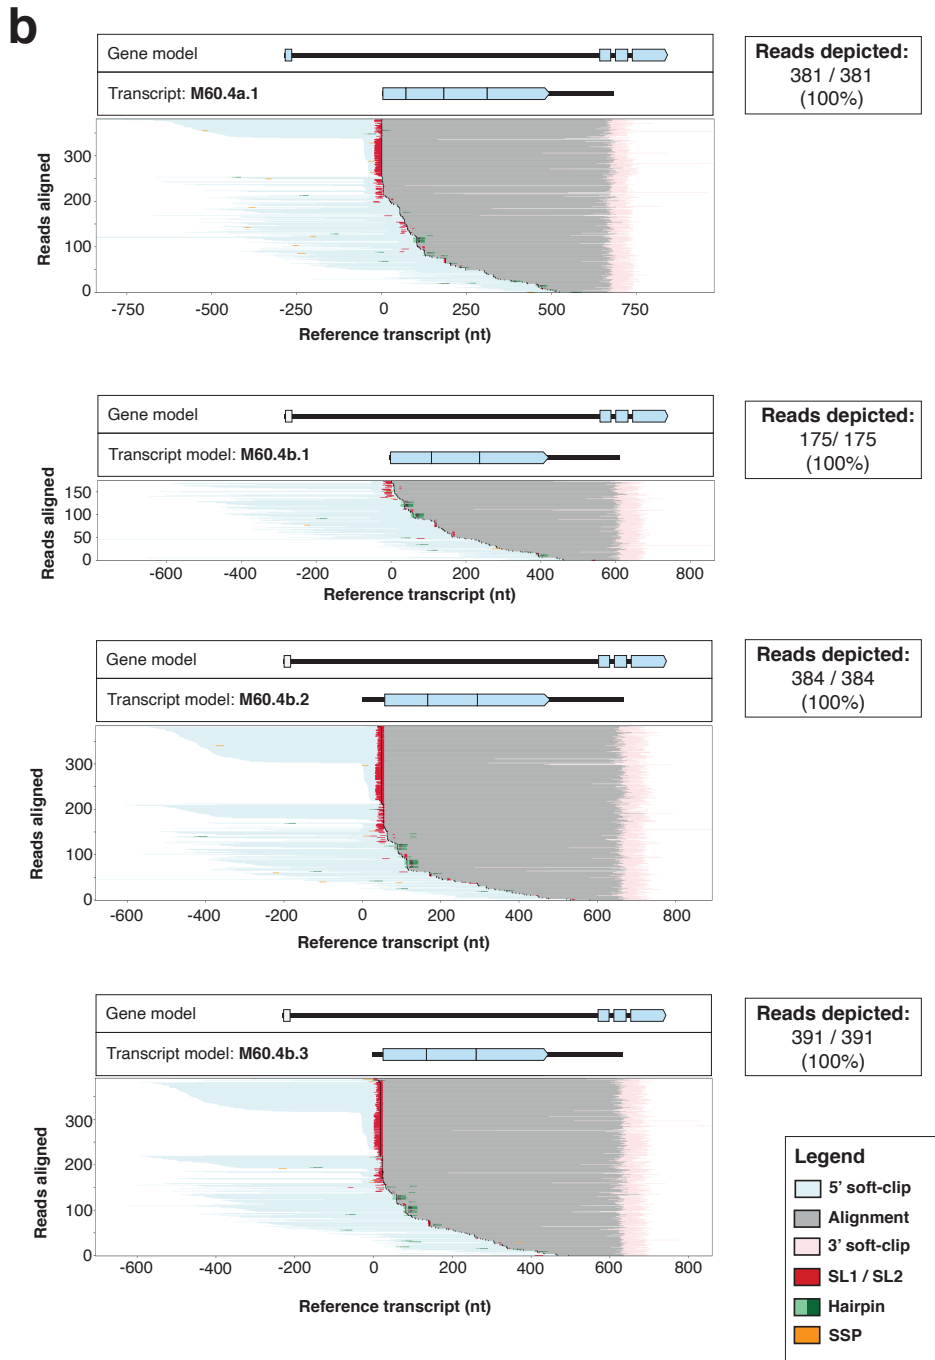 b
Gene model
Transcript: M60.4a.1
Reads depicted:
381 / 381
(100%)
Reads aligned
300
200
100
0
-750
-500
-250
0
250
500
750
Reference transcript (nt)
Gene model
Transcript model: M60.4b.1
Reads depicted:
175/ 175
(100%)
Reads aligned
150
100
50
0
-600
-400
-200
0
200
400
600
800
Reference transcript (nt)
Gene model
Transcript model: M60.4b.2
Reads depicted:
384 / 384
(100%)
Reads aligned
300
200
100
0
-600
-400
-200
0
200
400
600
800
Reference transcript (nt)
Gene model
Transcript model: M60.4b.3
Reads depicted:
391 / 391
(100%)
Reads aligned
300
200
100
0
-600
-400
-200
0
200
400
600
800
Reference transcript (nt)
Legend
5' soft-clip
Alignment
3' soft-clip
SL1 / SL2
Hairpin
SSP